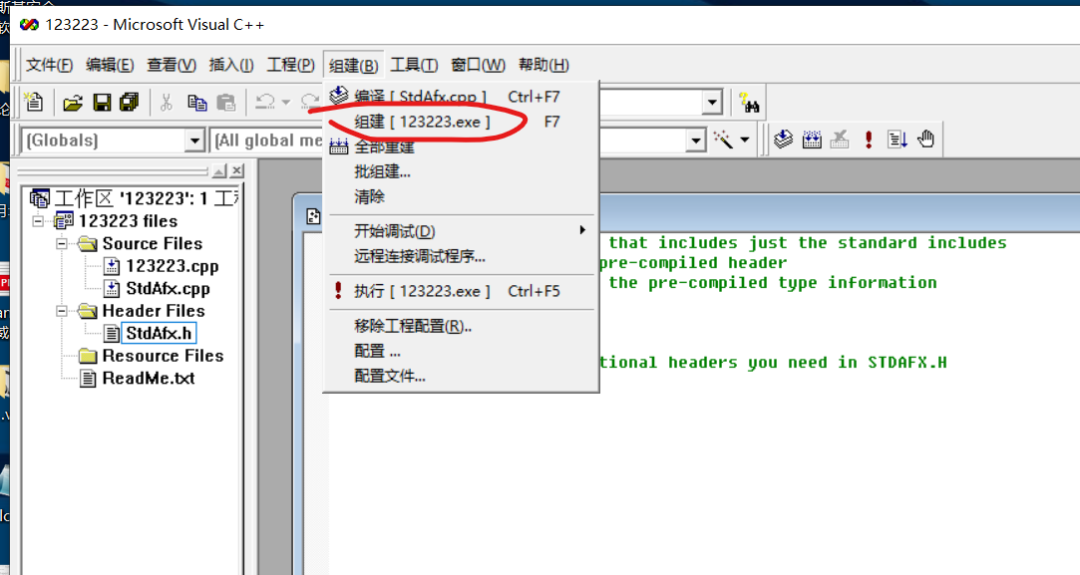 123223 - Microsoft Visual C++
文件(F) 编辑(E) 查看(V) 插入(I) 工程(P) 组建(B) 工具(T) 窗口(W) 帮助(H)
编译 [ StdAfx.cpp ] Ctrl+F7
组建 [ 123223.exe ] F7
全部重建
批组建...
清除
开始调试(D)
远程连接调试程序...
执行 [ 123223.exe ] Ctrl+F5
移除工程配置(R)..
配置 ...
配置文件...
(Globals)
[All global me
工作区 '123223': 1 工
123223 files
Source Files
123223.cpp
StdAfx.cpp
Header Files
StdAfx.h
Resource Files
ReadMe.txt
that includes just the standard includes
pre-compiled header
the pre-compiled type information
tional headers you need in STDAFX.H